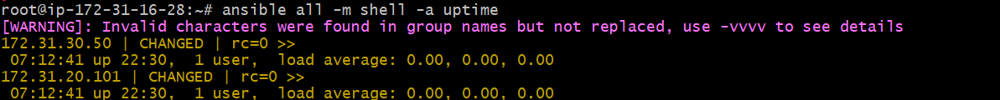 root@ip-172-31-16-28:~# ansible all -m shell -a uptime
[WARNING]: Invalid characters were found in group names but not replaced, use -vvvv to see details
172.31.30.50 | CHANGED | rc=0 >>
 07:12:41 up 22:30,  1 user,  load average: 0.00, 0.00, 0.00
172.31.20.101 | CHANGED | rc=0 >>
 07:12:41 up 22:30,  1 user,  load average: 0.00, 0.00, 0.00